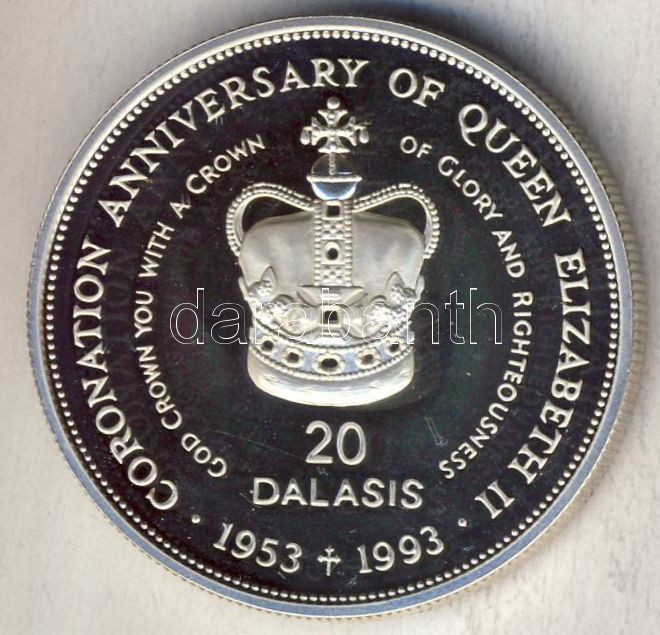 CORONATION ANNIVERSARY OF QUEEN ELIZABETH II
GOD CROWN YOU WITH A CROWN
OF GLORY AND RIGHTEOUSNESS
darabanth
20
DALASIS
· 1953 ✝ 1993 ·